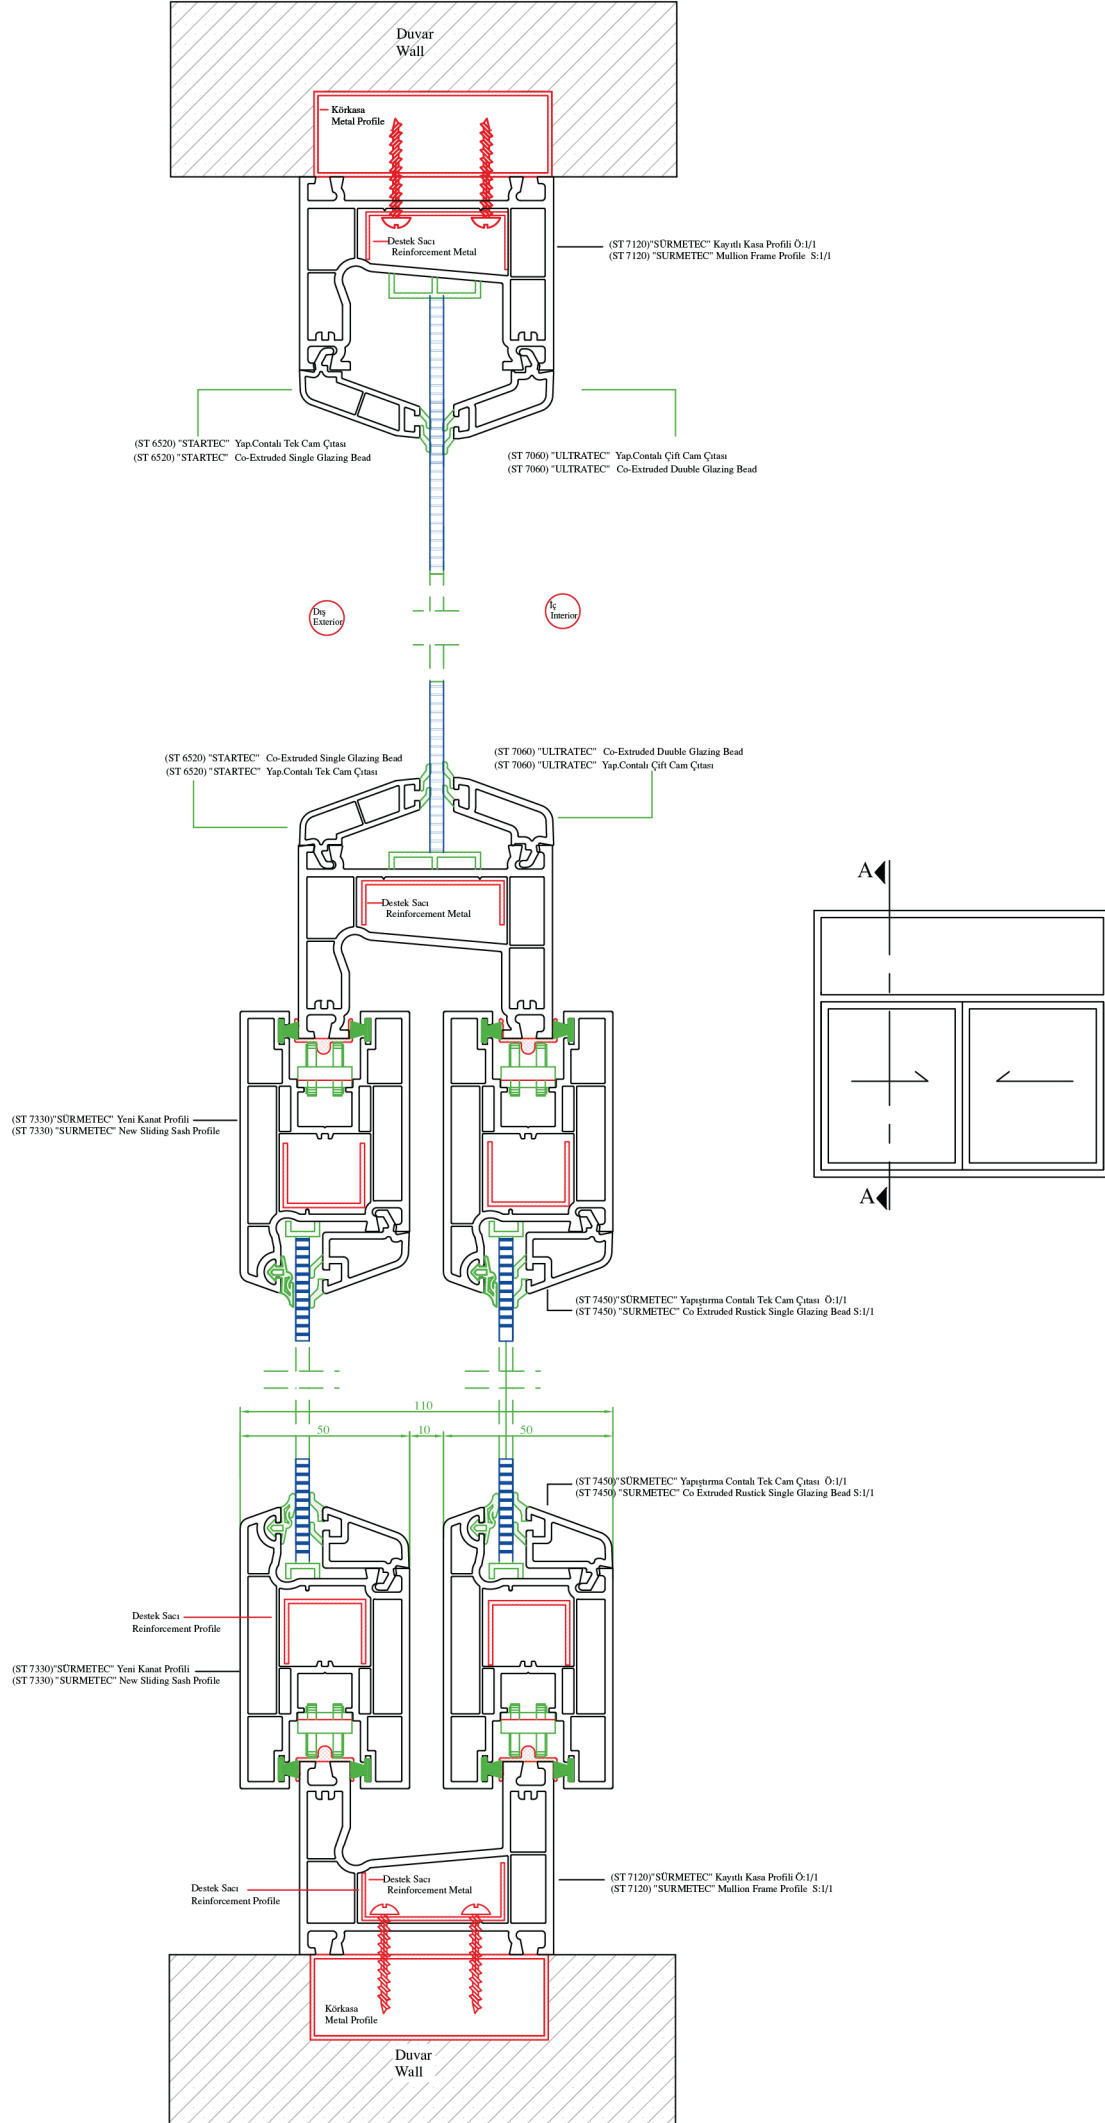 Duvar
Wall
Körkasa
Metal Profile
Destek Sacı
Reinforcement Metal
(ST 7120)"SÜRMETEC" Kayıtlı Kasa Profili Ö:1/1
(ST 7120) "SURMETEC" Mullion Frame Profile S:1/1
(ST 6520) "STARTEC" Yap.Contalı Tek Cam Çıtası
(ST 6520) "STARTEC" Co-Extruded Single Glazing Bead
(ST 7060) "ULTRATEC" Yap.Contalı Çift Cam Çıtası
(ST 7060) "ULTRATEC" Co-Extruded Duuble Glazing Bead
Dış
Exterior
İç
Interior
(ST 6520) "STARTEC" Co-Extruded Single Glazing Bead
(ST 6520) "STARTEC" Yap.Contalı Tek Cam Çıtası
(ST 7060) "ULTRATEC" Co-Extruded Duuble Glazing Bead
(ST 7060) "ULTRATEC" Yap.Contalı Çift Cam Çıtası
Destek Sacı
Reinforcement Metal
A
A
(ST 7330)"SÜRMETEC" Yeni Kanat Profili
(ST 7330) "SURMETEC" New Sliding Sash Profile
(ST 7450)"SÜRMETEC" Yapıştırma Contalı Tek Cam Çıtası Ö:1/1
(ST 7450) "SURMETEC" Co Extruded Rustick Single Glazing Bead S:1/1
110
50
10
50
(ST 7450)"SÜRMETEC" Yapıştırma Contalı Tek Cam Çıtası Ö:1/1
(ST 7450) "SURMETEC" Co Extruded Rustick Single Glazing Bead S:1/1
Destek Sacı
Reinforcement Profile
(ST 7330)"SÜRMETEC" Yeni Kanat Profili
(ST 7330) "SURMETEC" New Sliding Sash Profile
Destek Sacı
Reinforcement Metal
Destek Sacı
Reinforcement Profile
(ST 7120)"SÜRMETEC" Kayıtlı Kasa Profili Ö:1/1
(ST 7120) "SURMETEC" Mullion Frame Profile S:1/1
Körkasa
Metal Profile
Duvar
Wall